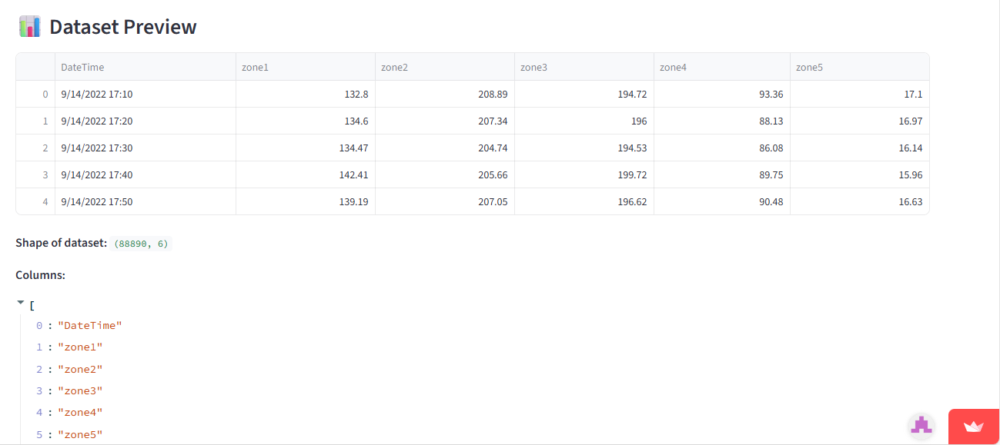 Dataset Preview
DateTime zone1 zone2 zone3 zone4 zone5
0 9/14/2022 17:10 132.8 208.89 194.72 93.36 17.1
1 9/14/2022 17:20 134.6 207.34 196 88.13 16.97
2 9/14/2022 17:30 134.47 204.74 194.53 86.08 16.14
3 9/14/2022 17:40 142.41 205.66 199.72 89.75 15.96
4 9/14/2022 17:50 139.19 207.05 196.62 90.48 16.63
Shape of dataset: (88890, 6)
Columns:
[
0 : "DateTime"
1 : "zone1"
2 : "zone2"
3 : "zone3"
4 : "zone4"
5 : "zone5"